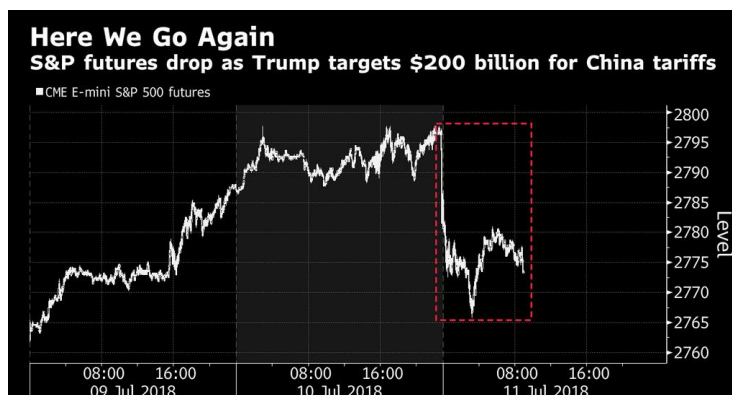 Here We Go Again
S&P futures drop as Trump targets $200 billion for China tariffs
CME E-mini S&P 500 futures
2800
2795
2790
2785
2780
2775
2770
2765
2760
Level
08:00 16:00 08:00 16:00 08:00 16:00
09 Jul 2018 10 Jul 2018 11 Jul 2018